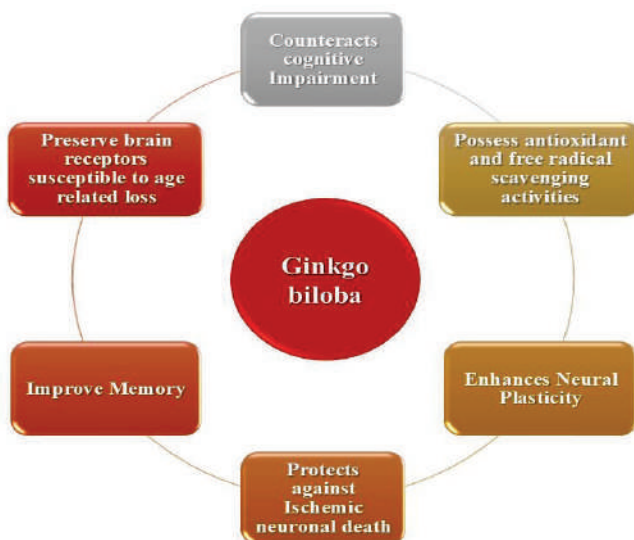 Counteracts
cognitive
Impairment
Possess antioxidant
and free radical
scavenging
activities
Enhances Neural
Plasticity
Protects
against
Ischemic
neuronal death
Improve Memory
Preserve brain
receptors
susceptible to age
related loss
Ginkgo
biloba